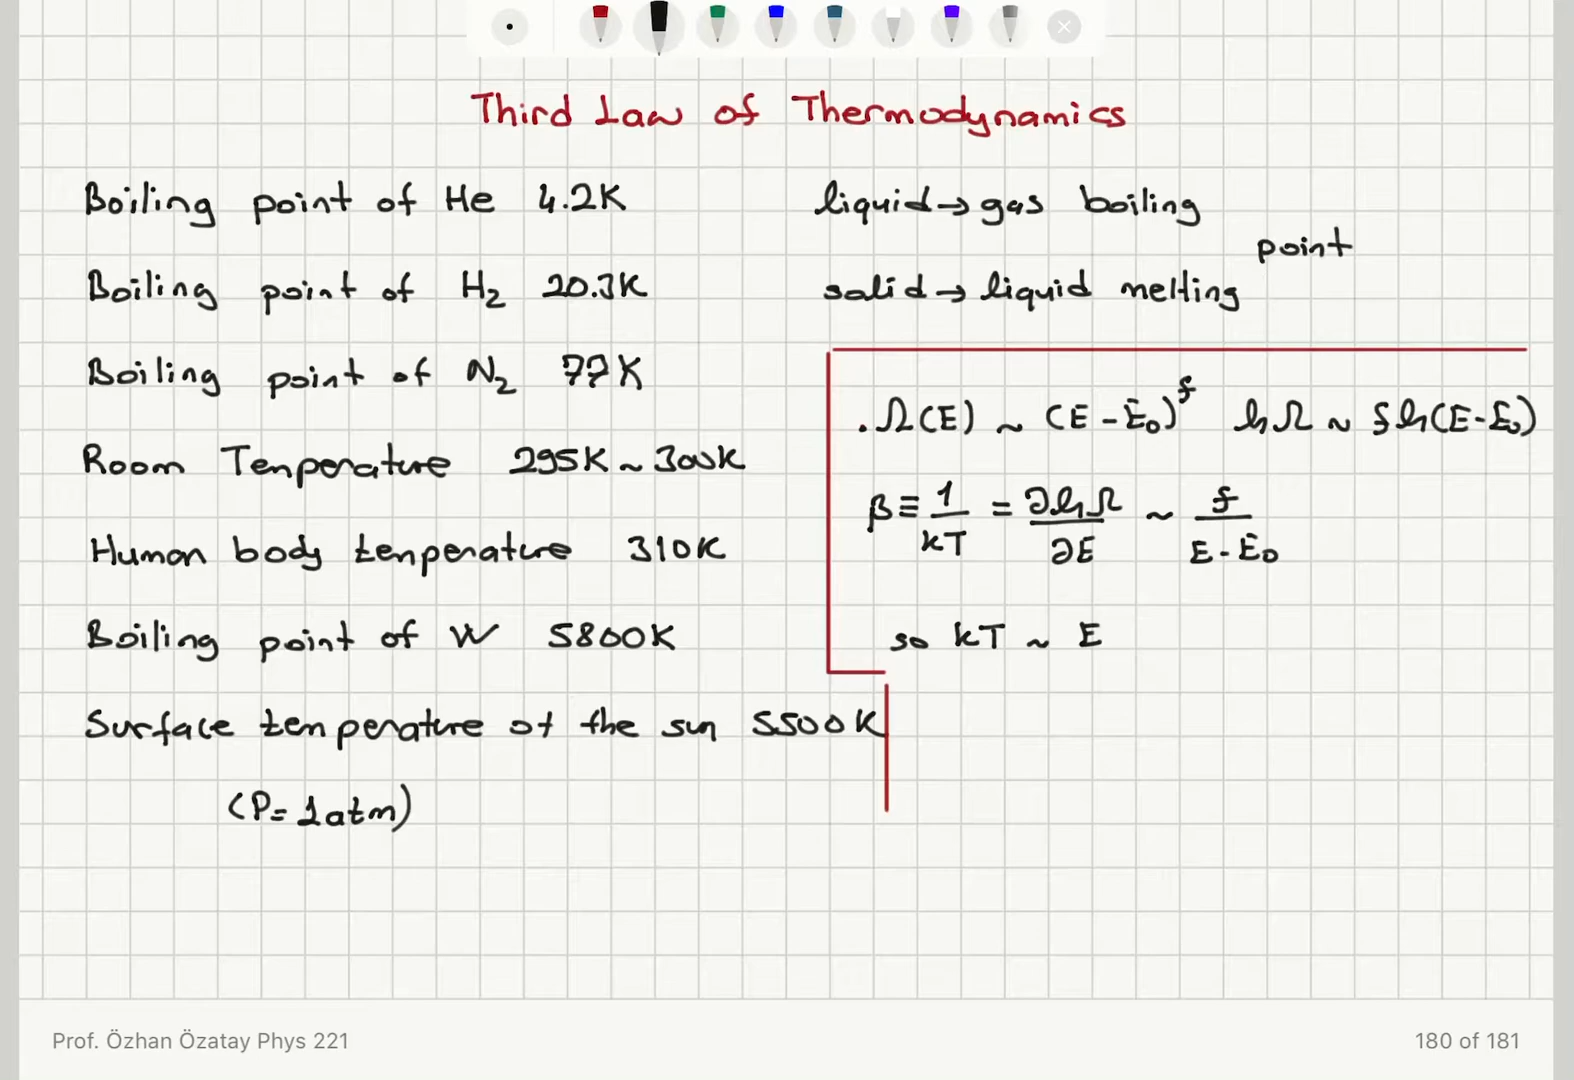 Third Law of Thermodynamics
Boiling point of He 4.2K
Boiling point of H₂ 20.3K
Boiling point of N₂ 77K
Room Tenperature 295K ~ 300K
Human body tenperature 310K
Boiling point of W 5800K
Surface temperature of the sun 5500K
(P=1atm)
liquid → gas boiling
point
solid → liquid melting
. Ω(E) ~ (E - E₀)^f ln Ω ~ f ln(E-E₀)
β ≡ 1/kT = ∂lnΩ/∂E ~ f/(E - E₀)
so kT ~ E
Prof. Özhan Özatay Phys 221
180 of 181